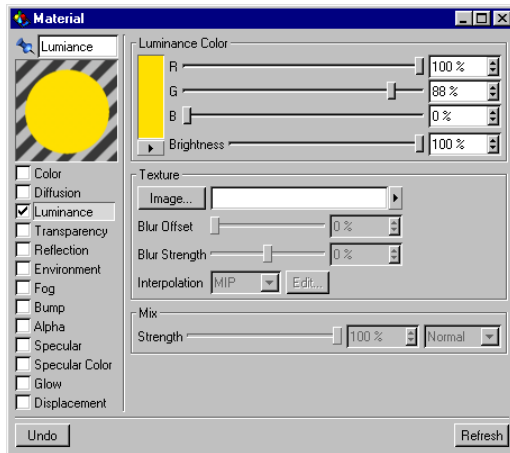 Material
Lumiance
Luminance Color
R 100 %
G 88 %
B 0 %
Brightness 100 %
Color
Diffusion
Luminance
Transparency
Reflection
Environment
Fog
Bump
Alpha
Specular
Specular Color
Glow
Displacement
Texture
Image...
Blur Offset 0 %
Blur Strength 0 %
Interpolation MIP Edit...
Mix
Strength 100 % Normal
Undo Refresh